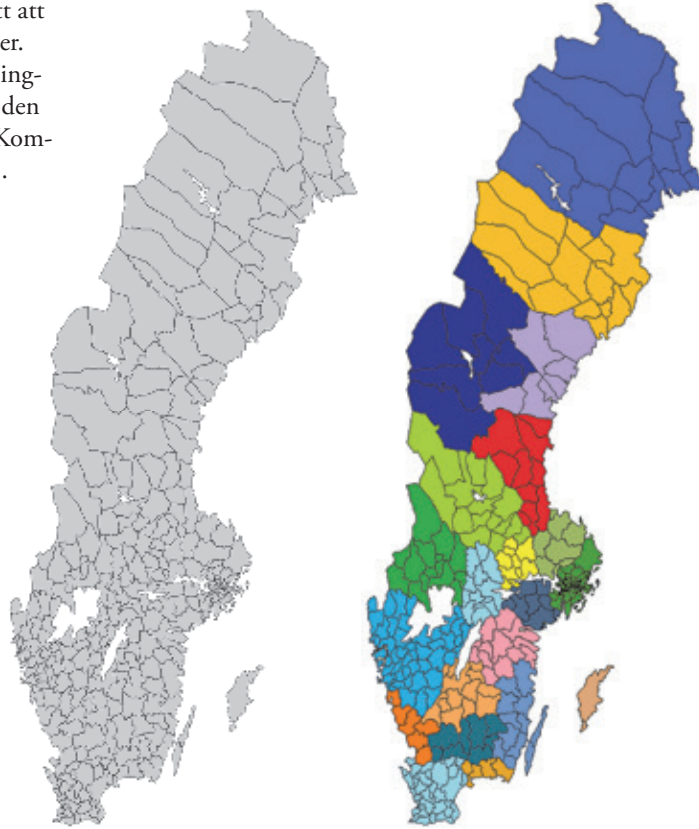 tt att
er.
ing-
den
Kom-
.